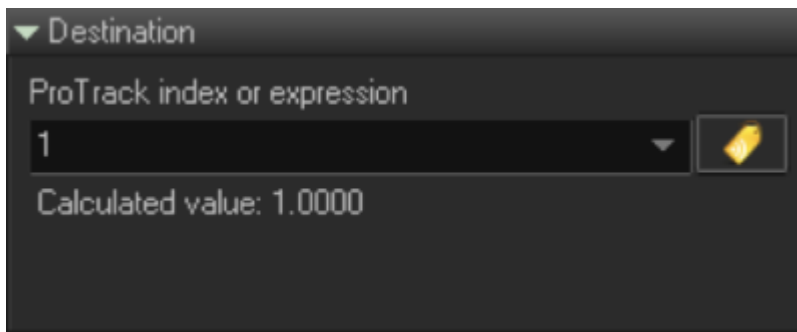 Destination
ProTrack index or expression
1
Calculated value: 1.0000